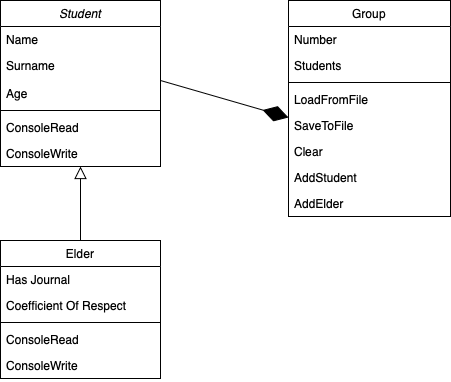 Student
Name
Surname
Age
ConsoleRead
ConsoleWrite
Group
Number
Students
LoadFromFile
SaveToFile
Clear
AddStudent
AddElder
Elder
Has Journal
Coefficient Of Respect
ConsoleRead
ConsoleWrite